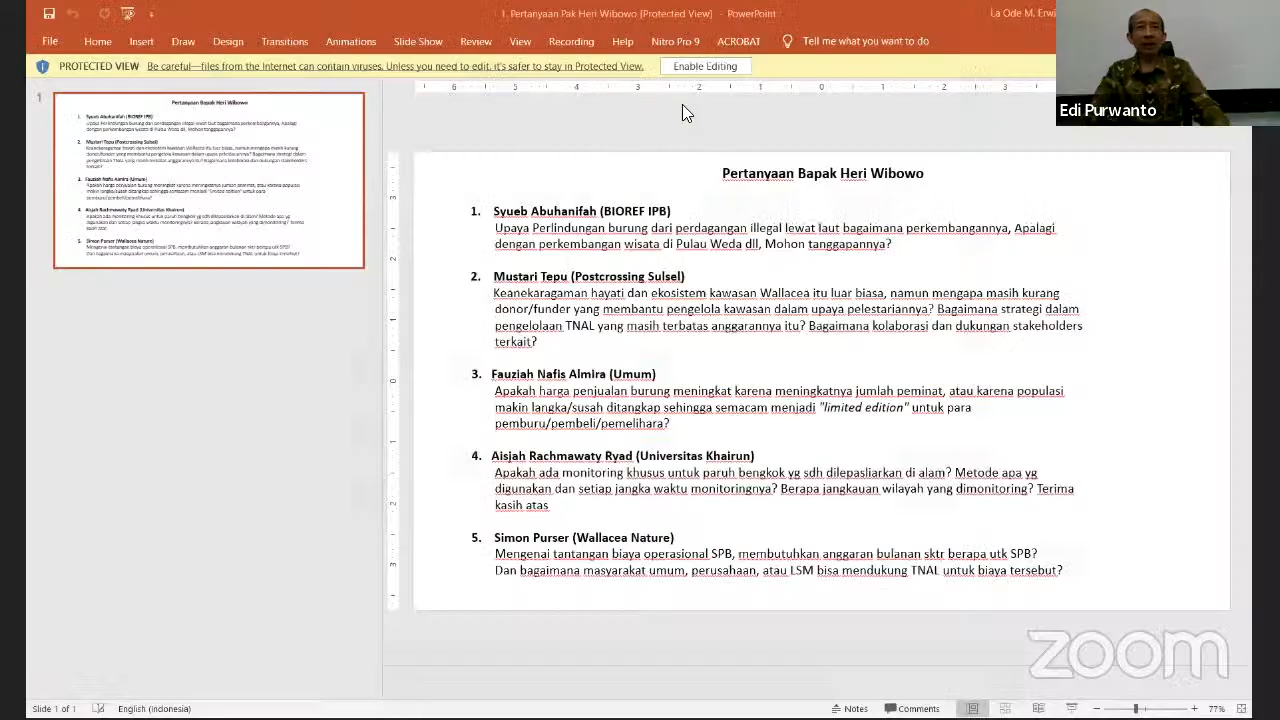 1. Pertanyaan Pak Heri Wibowo [Protected View] - PowerPoint
La Ode M. Erw
File Home Insert Draw Design Transitions Animations Slide Show Review View Recording Help Nitro Pro 9 ACROBAT Tell me what you want to do
PROTECTED VIEW Be careful—files from the Internet can contain viruses. Unless you need to edit, it's safer to stay in Protected View. Enable Editing
Edi Purwanto
1
Pertanyaan Bapak Heri Wibowo
1. (BIOREF IPB)
Upaya Perlindungan burung dan perdagangan illegal lewat laut bagaimana perkembangannya, Apalagi
dengan perkembangan wisata di Pulau Widi dll, Mohon tanggapannya?
2. Mustari Tepu (Postcrossing Sulsel)
Keanekaragaman hayati dan ekosistem kawasan Wallacea itu luar biasa, namun mengapa masih kurang
donor/funder yang membantu pengelola kawasan dalam upaya pelestariannya? Bagaimana strategi dalam
pengelolaan TNAL yang masih terbatas anggarannya itu? Bagaimana kolaborasi dan dukungan stakeholders
terkait?
3. Fauziah Nafis Almira (Umum)
Apakah harga penjualan burung meningkat karena meningkatnya jumlah peminat, atau karena populasi
makin langka/susah ditangkap sehingga semacam menjadi "limited edition" untuk para
pemburu/pembeli/pemelihara?
4. Aisjah Rachmawaty Ryad (Universitas Khairun)
Apakah ada monitoring khusus untuk paruh bengkok yg sdh dilepasliarkan di alam? Metode apa yg
digunakan dan setiap jangka waktu monitoringnya? Berapa jangkauan wilayah yang dimonitoring? Terima
kasih atas
5. Simon Purser (Wallacea Nature)
Mengenai tantangan biaya operasional SPB, membutuhkan anggaran bulanan sktr berapa utk SPB?
Dan bagaimana masyarakat umum, perusahaan, atau LSM bisa mendukung TNAL untuk biaya tersebut?
zoom
Slide 1 of 1 English (Indonesia) Notes Comments 77%